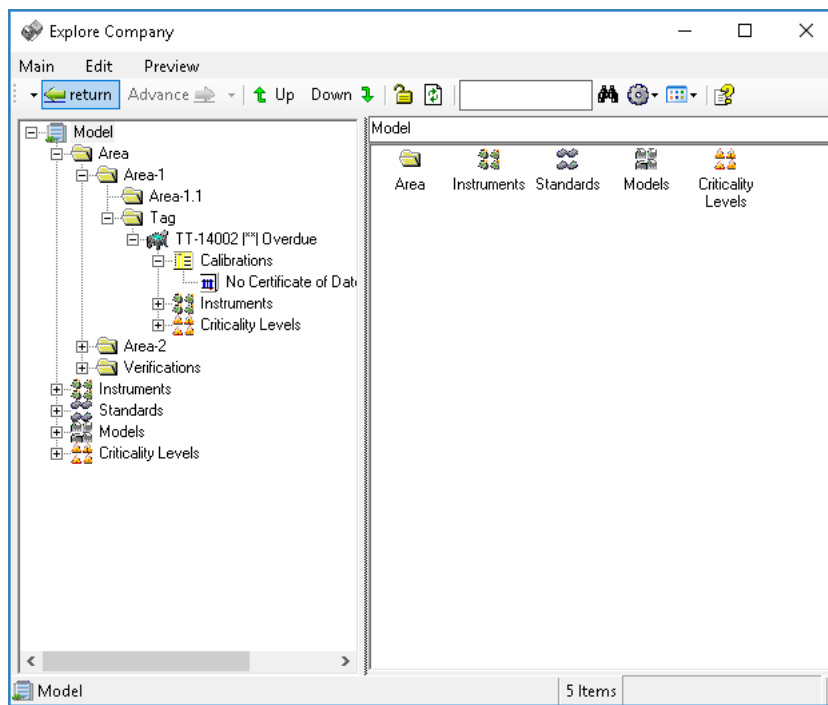 Explore Company
Main Edit Preview
return Advance Up Down
Model
Area
Area-1
Area-1.1
Tag
TT-14002 |**| Overdue
Calibrations
No Certificate of Date
Instruments
Criticality Levels
Area-2
Verifications
Instruments
Standards
Models
Criticality Levels
Model
Area Instruments Standards Models Criticality
Levels
Model 5 Items